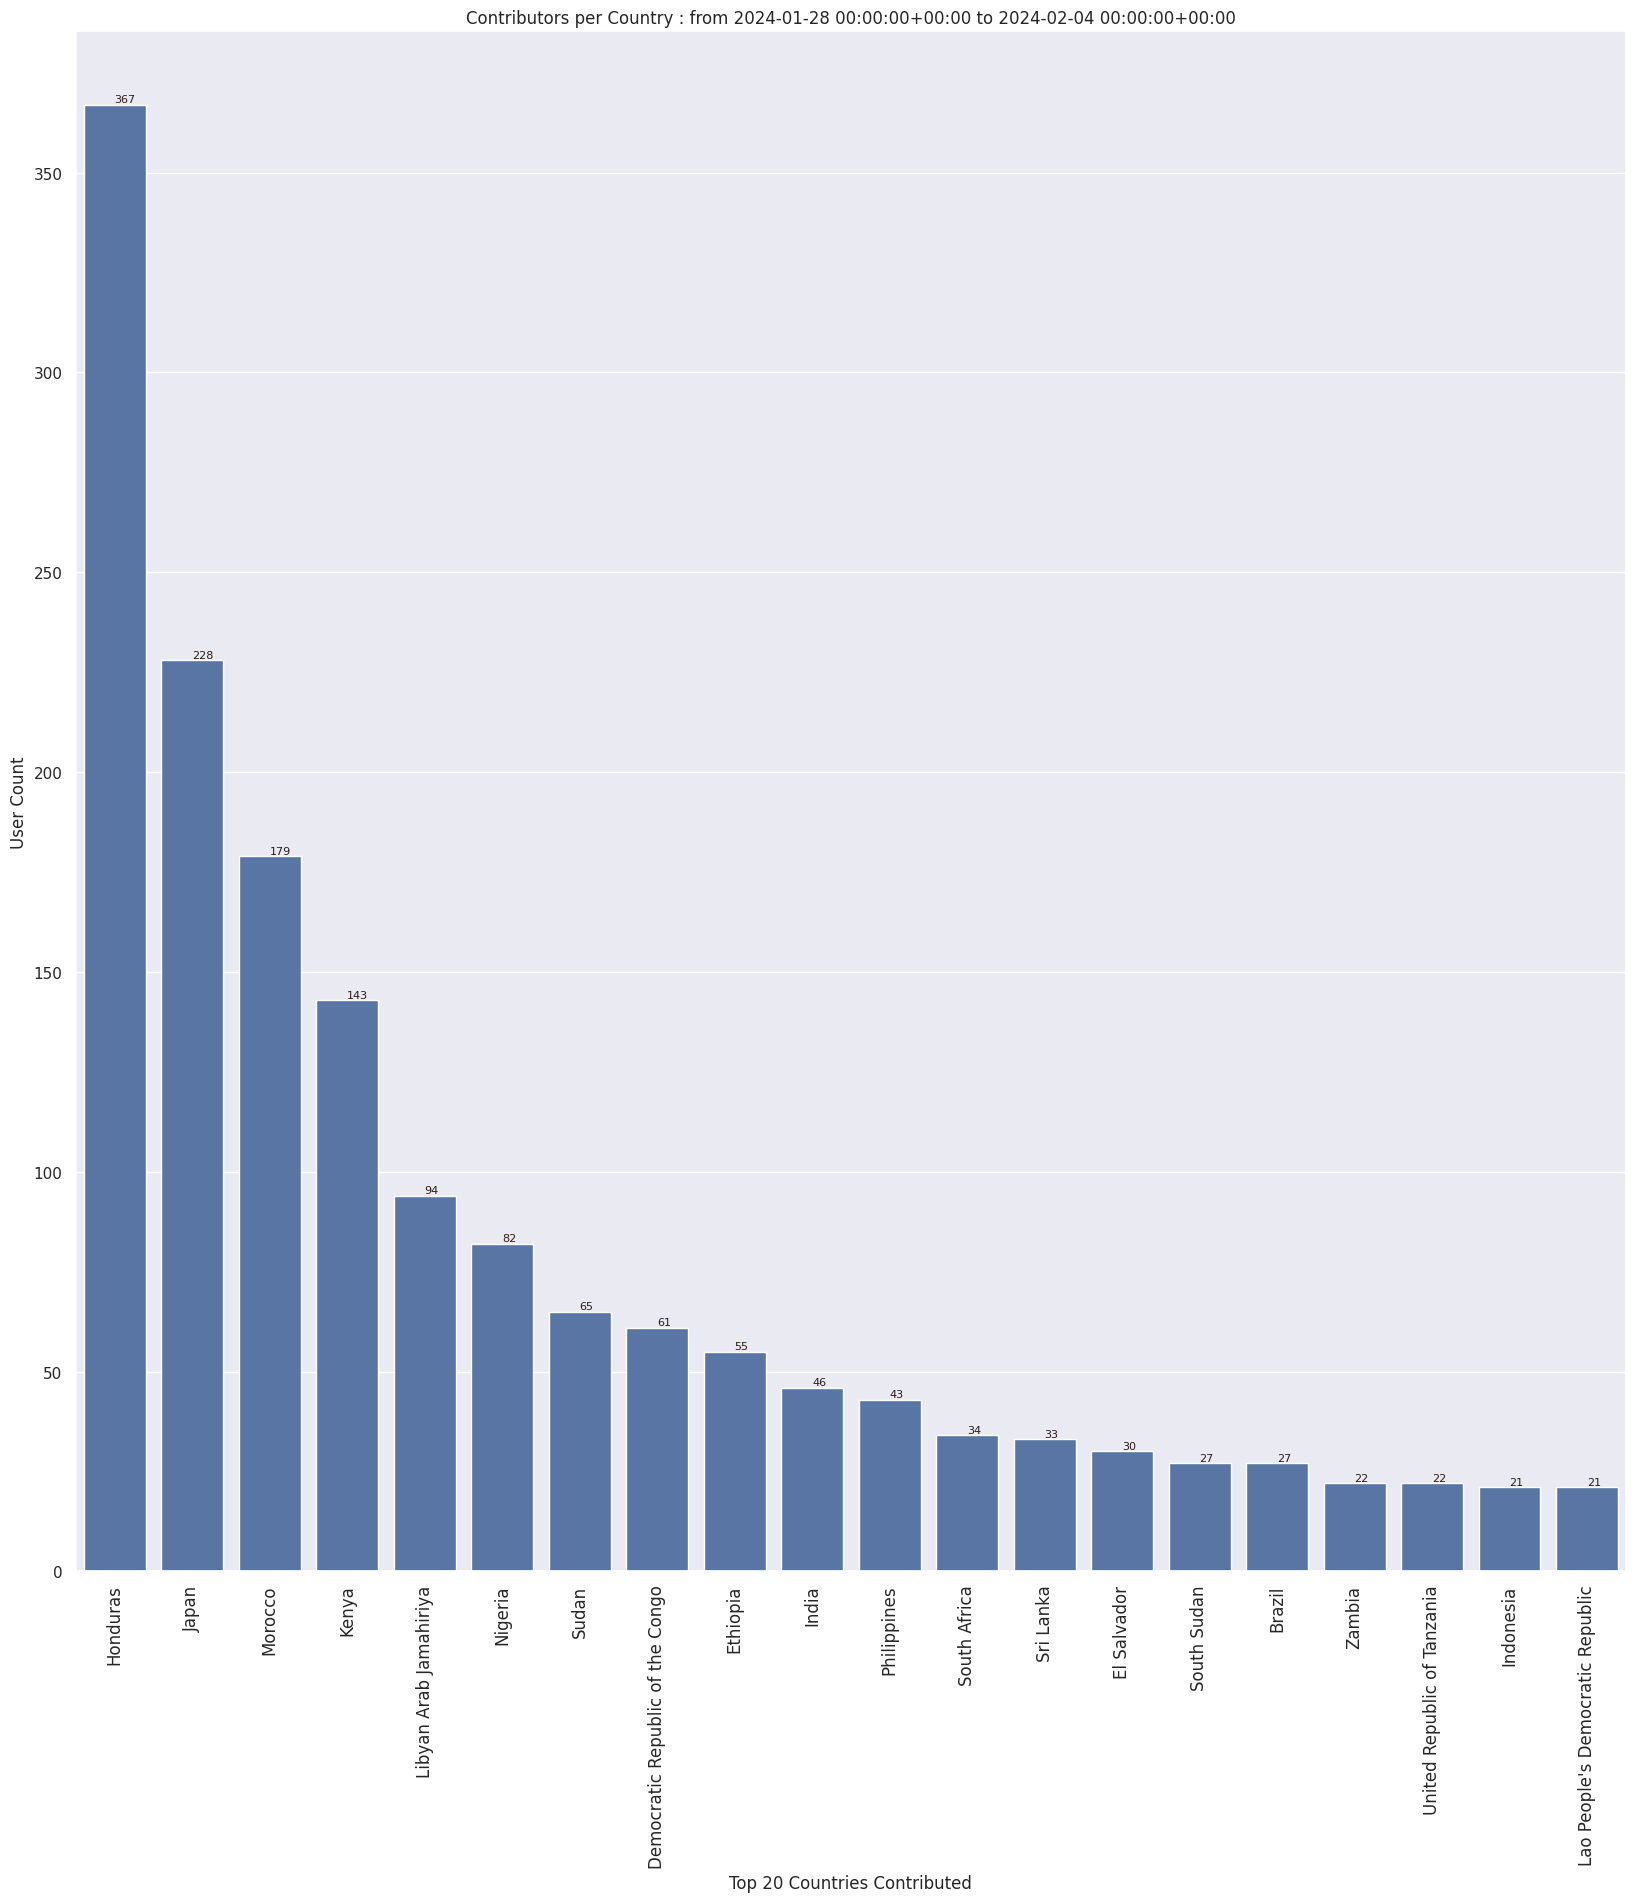 Contributors per Country : from 2024-01-28 00:00:00+00:00 to 2024-02-04 00:00:00+00:00
367
350
300
250
228
200
User Count
179
150
143
100
94
82
65
61
55
50
46
43
34
33
30
27
27
22
22
21
21
0
Honduras
Japan
Morocco
Kenya
Libyan Arab Jamahiriya
Nigeria
Sudan
Democratic Republic of the Congo
Ethiopia
India
Philippines
South Africa
Sri Lanka
El Salvador
South Sudan
Brazil
Zambia
United Republic of Tanzania
Indonesia
Lao People's Democratic Republic
Top 20 Countries Contributed